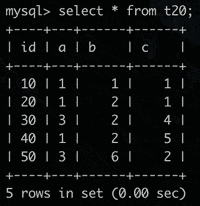 mysql> select * from t20;
+----+---+------+------+
| id | a | b    | c    |
+----+---+------+------+
| 10 | 1 |    1 |    1 |
| 20 | 1 |    2 |    1 |
| 30 | 3 |    2 |    4 |
| 40 | 1 |    2 |    5 |
| 50 | 3 |    6 |    2 |
+----+---+------+------+
5 rows in set (0.00 sec)